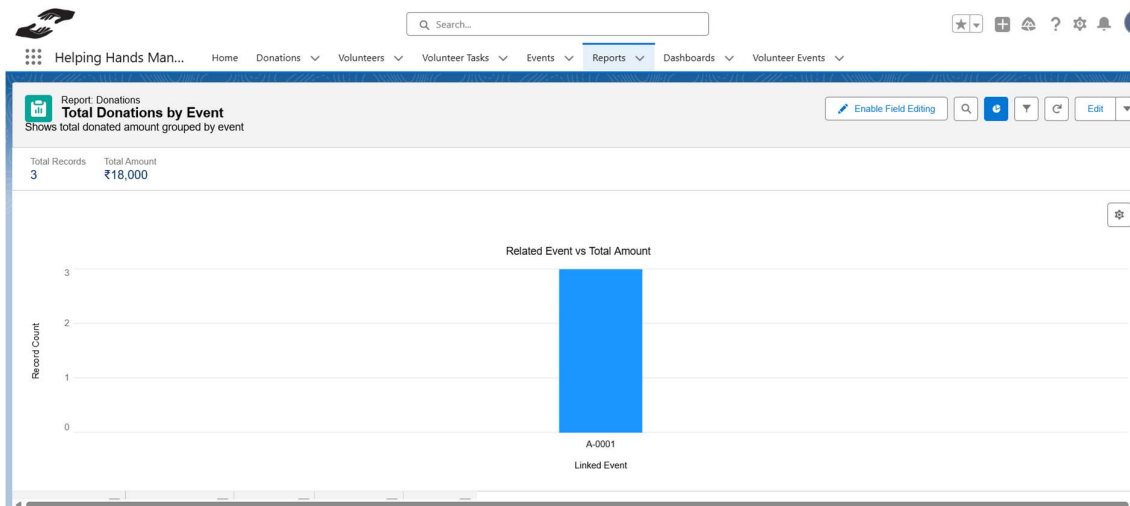 Search...
Helping Hands Man...
Home
Donations
Volunteers
Volunteer Tasks
Events
Reports
Dashboards
Volunteer Events
Report: Donations
Total Donations by Event
Shows total donated amount grouped by event
Enable Field Editing
Edit
Total Records
Total Amount
3
₹18,000
Related Event vs Total Amount
3
2
1
0
Record Count
A-0001
Linked Event